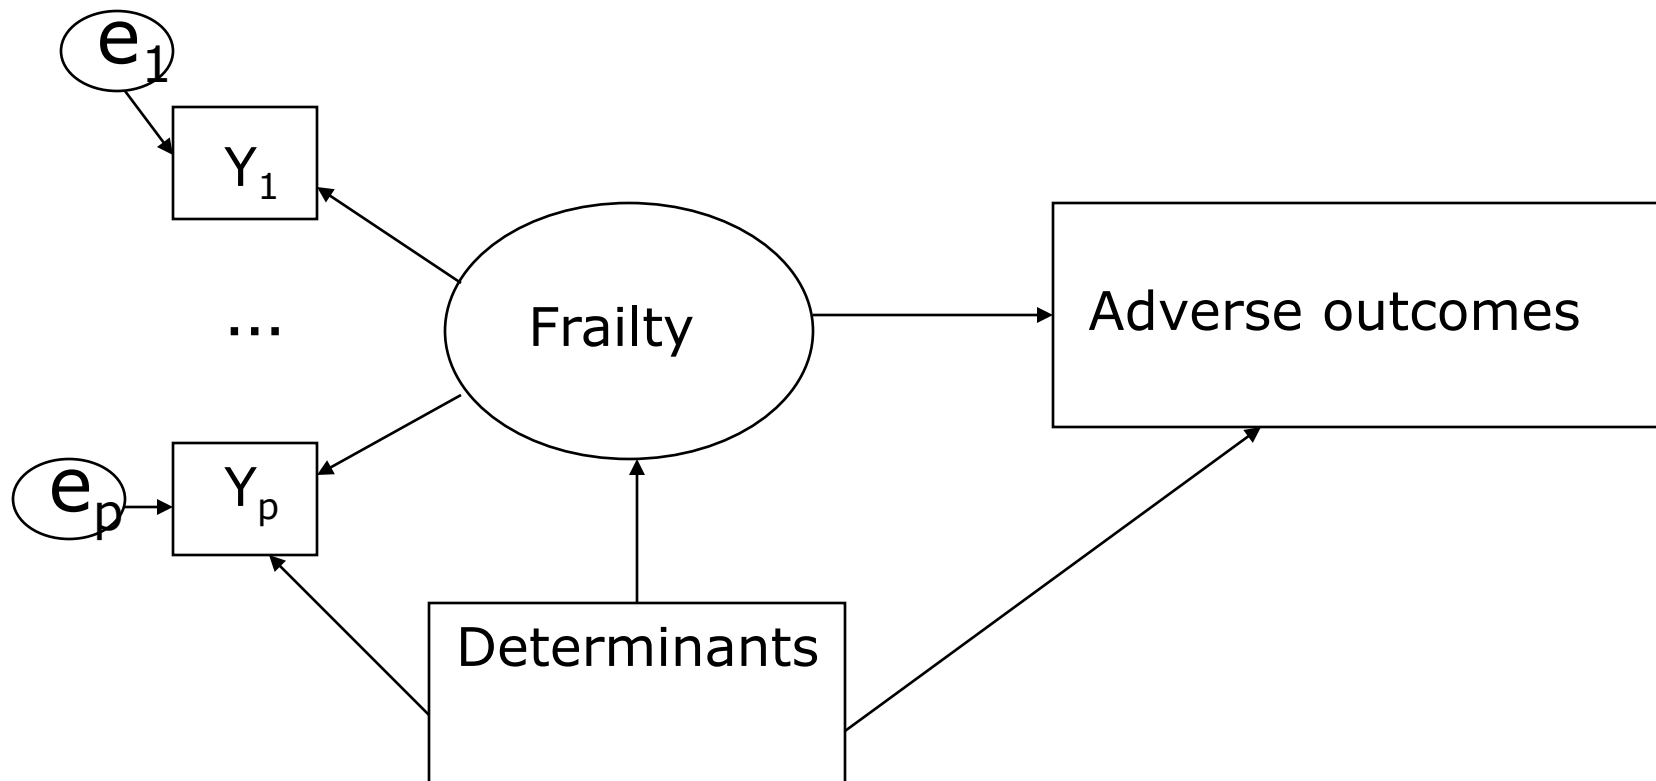 e₁
Y₁
...
Frailty
Adverse outcomes
eₚ
Yₚ
Determinants